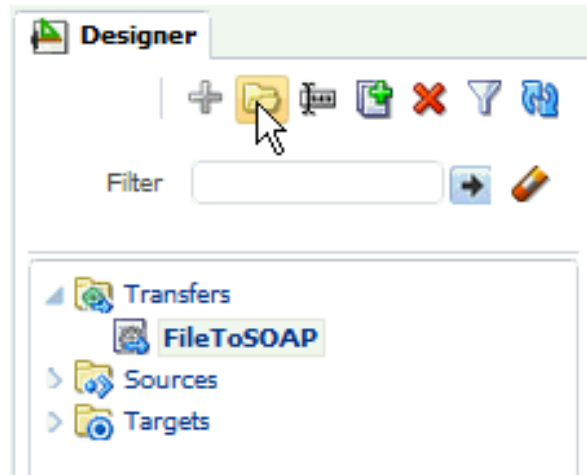 Designer
Filter
Transfers
FileToSOAP
Sources
Targets